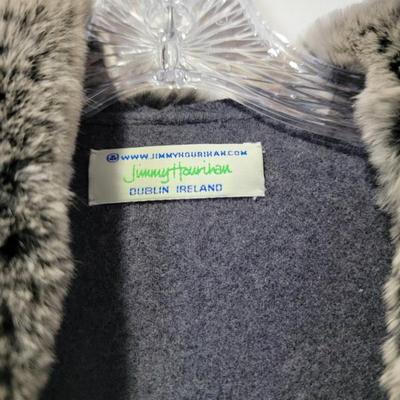 WWW.JIMMYHOURIHAN.COM
Jimmy Hourihan
DUBLIN IRELAND